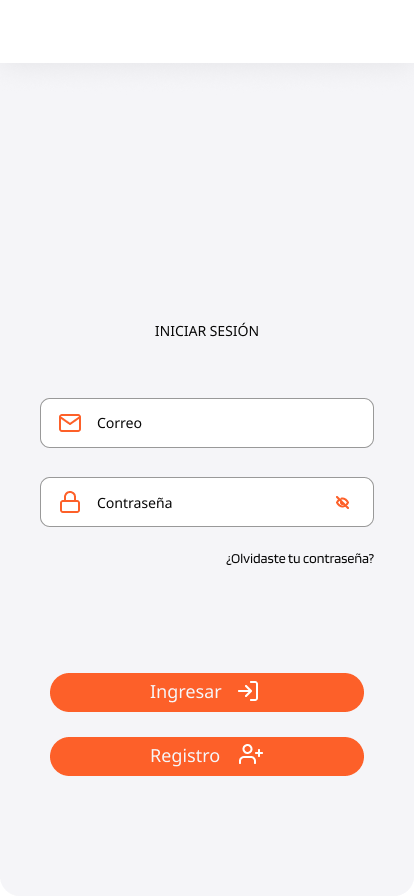 INICIAR SESIÓN
Correo
Contraseña
¿Olvidaste tu contraseña?
Ingresar
Registro